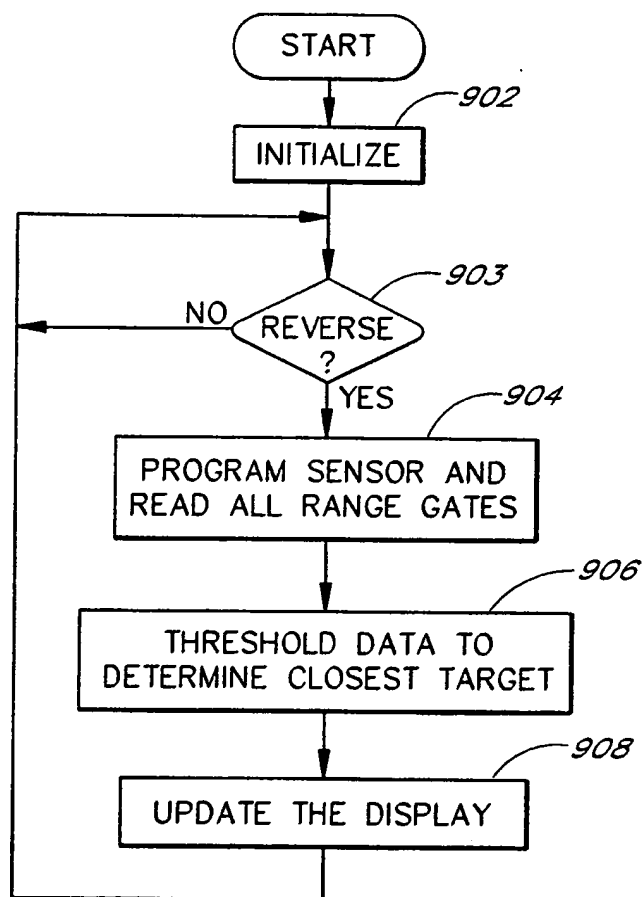 START
902
INITIALIZE
903
NO
REVERSE
?
YES
904
PROGRAM SENSOR AND
READ ALL RANGE GATES
906
THRESHOLD DATA TO
DETERMINE CLOSEST TARGET
908
UPDATE THE DISPLAY